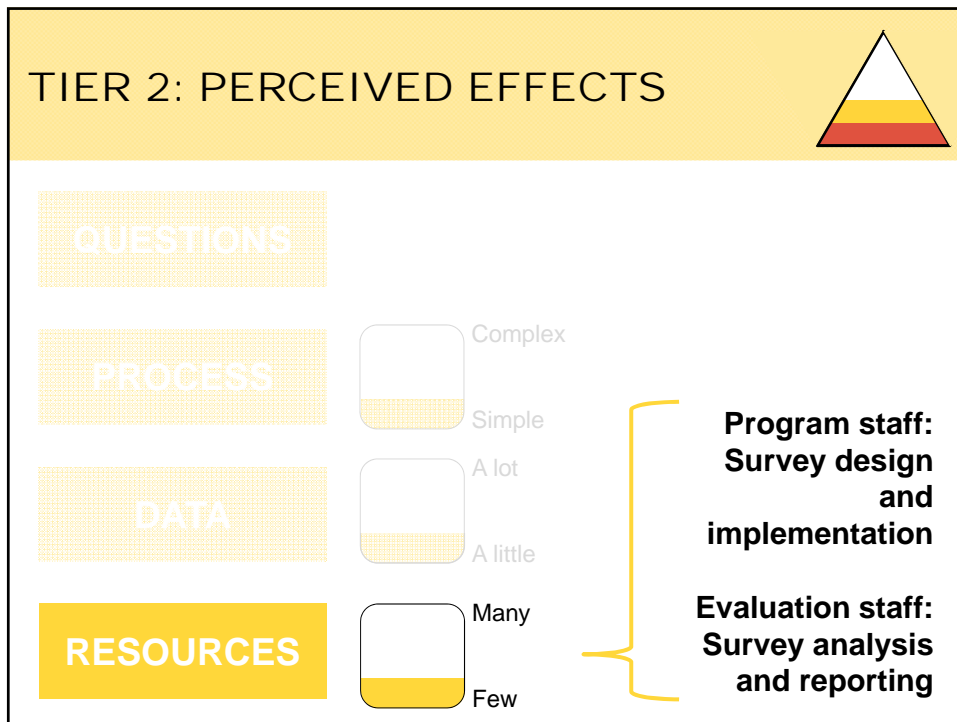 TIER 2: PERCEIVED EFFECTS
QUESTIONS
PROCESS
Complex
Simple
DATA
A lot
A little
RESOURCES
Many
Few
Program staff:
Survey design
and
implementation
Evaluation staff:
Survey analysis
and reporting